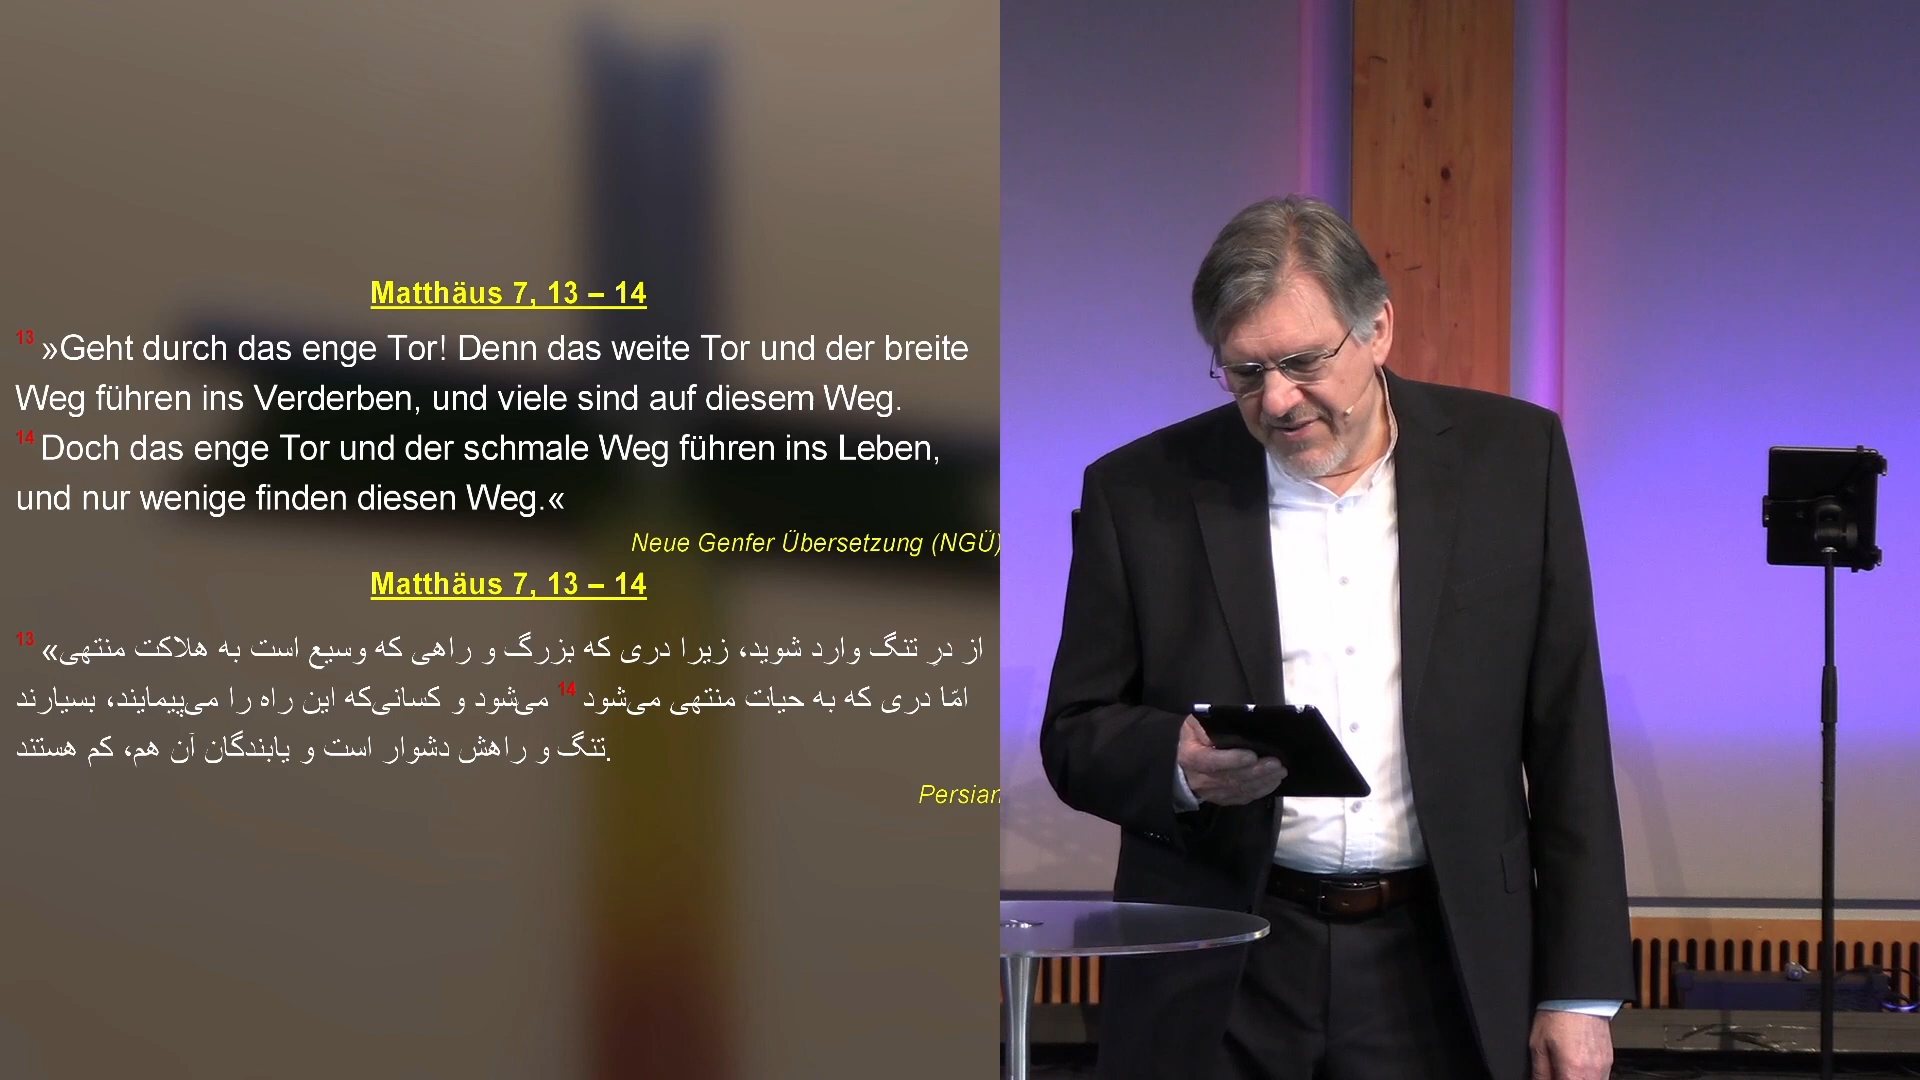 Matthäus 7, 13 – 14
13 »Geht durch das enge Tor! Denn das weite Tor und der breite
Weg führen ins Verderben, und viele sind auf diesem Weg.
14 Doch das enge Tor und der schmale Weg führen ins Leben,
und nur wenige finden diesen Weg.«
Neue Genfer Übersetzung (NGÜ)
Matthäus 7, 13 – 14
13 «از در تنگ وارد شوید، زیرا دری که بزرگ و راهی که وسیع است به هلاکت منتهی
می‌شود و کسانی‌که این راه را می‌پیمایند، بسیارند 14 امّا دری که به حیات منتهی می‌شود
تنگ و راهش دشوار است و یابندگان آن هم، کم هستند.
Persian